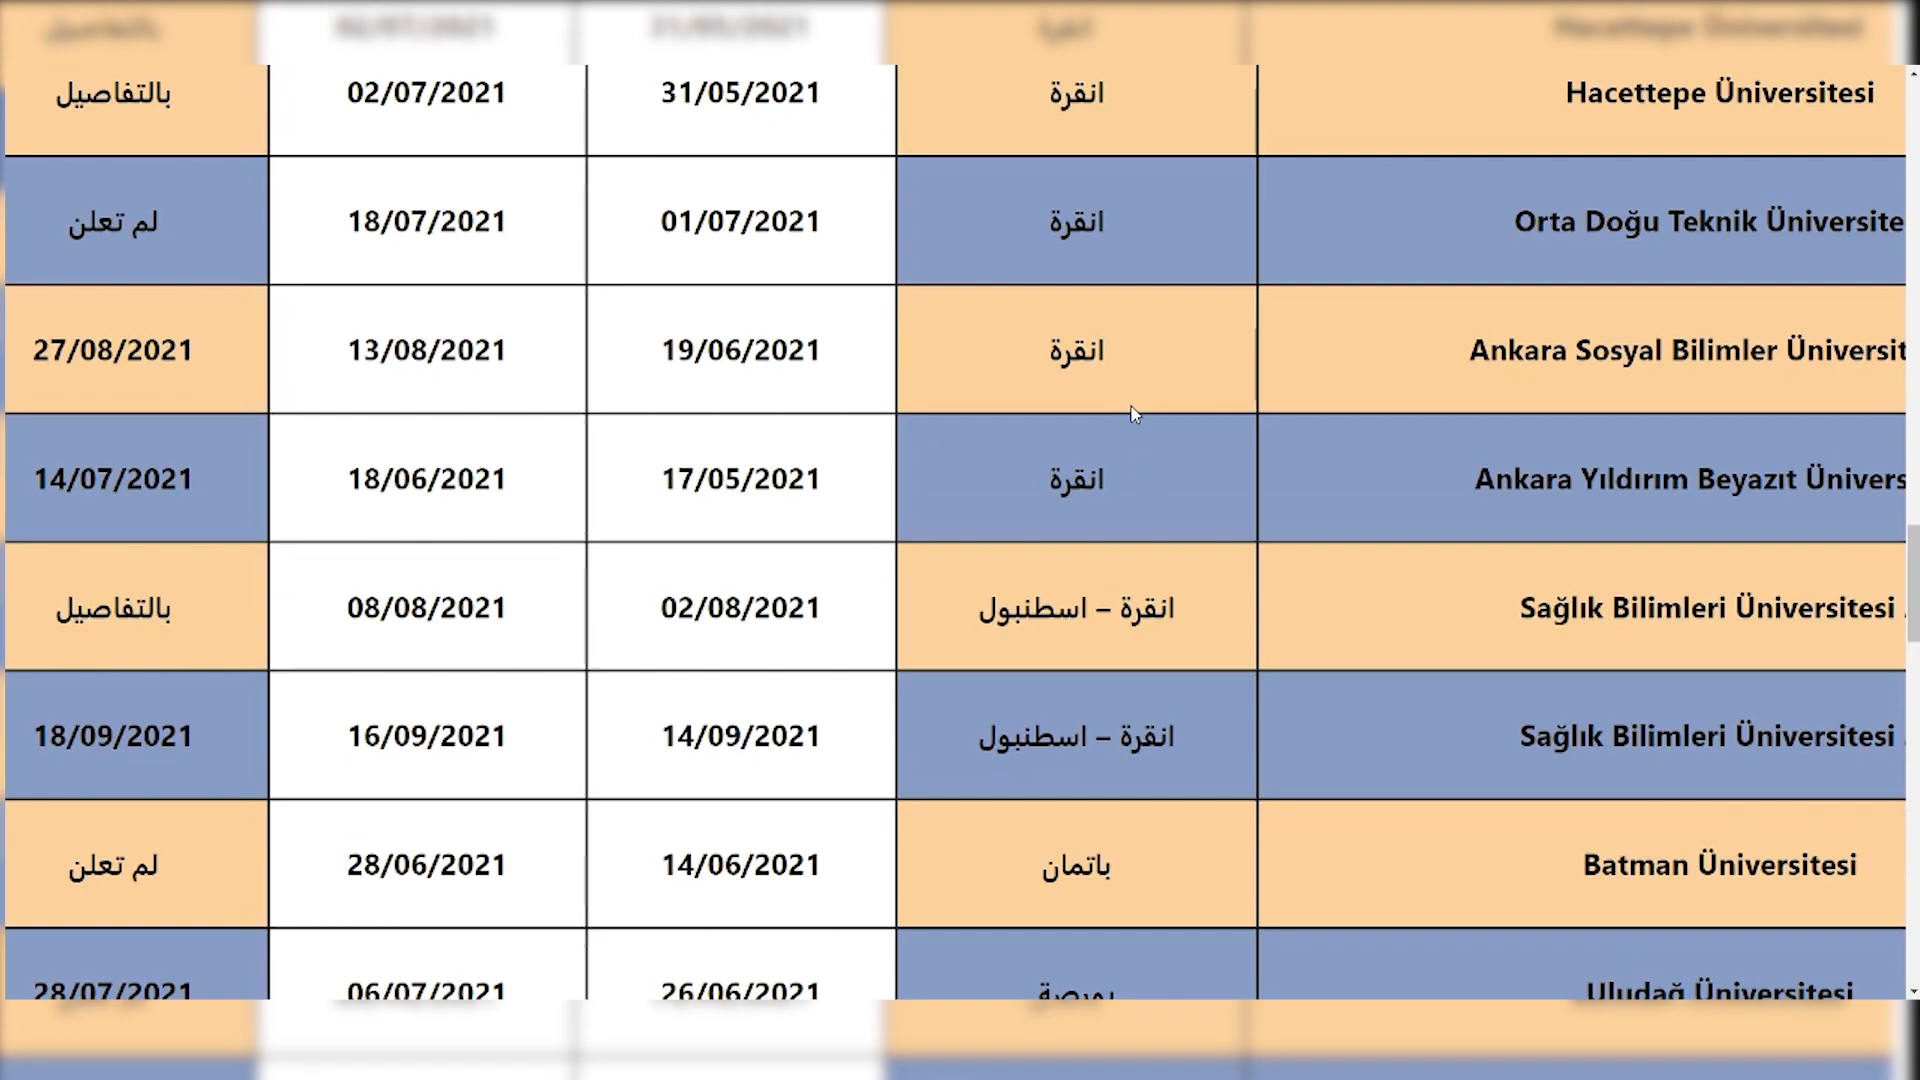 Hacettepe Üniversitesi انقرة 31/05/2021 02/07/2021 بالتفاصيل
Orta Doğu Teknik Üniversite انقرة 01/07/2021 18/07/2021 لم تعلن
Ankara Sosyal Bilimler Üniversit انقرة 19/06/2021 13/08/2021 27/08/2021
Ankara Yıldırım Beyazıt Ünivers انقرة 17/05/2021 18/06/2021 14/07/2021
Sağlık Bilimleri Üniversitesi انقرة – اسطنبول 02/08/2021 08/08/2021 بالتفاصيل
Sağlık Bilimleri Üniversitesi انقرة – اسطنبول 14/09/2021 16/09/2021 18/09/2021
Batman Üniversitesi باتمان 14/06/2021 28/06/2021 لم تعلن
Uludağ Üniversitesi بورصة 26/06/2021 06/07/2021 28/07/2021